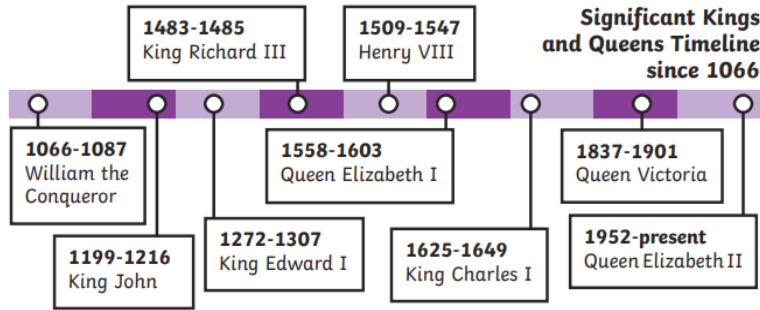 Significant Kings
and Queens Timeline
since 1066
1066-1087
William the
Conqueror
1199-1216
King John
1272-1307
King Edward I
1483-1485
King Richard III
1509-1547
Henry VIII
1558-1603
Queen Elizabeth I
1625-1649
King Charles I
1837-1901
Queen Victoria
1952-present
Queen Elizabeth II